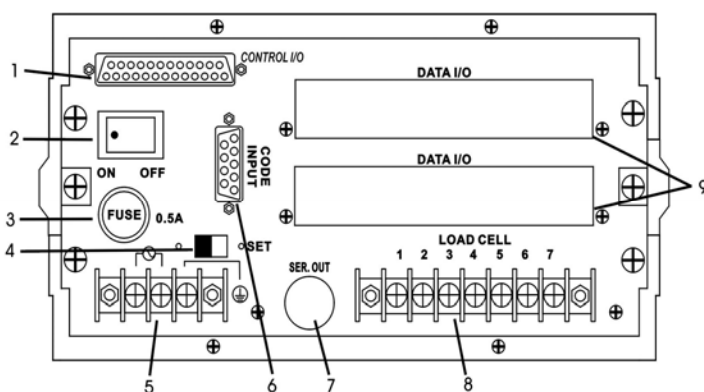 CONTROL I/O
1
DATA I/O
2
ON OFF
CODE INPUT
DATA I/O
9
3
FUSE 0.5A
4
SET
LOAD CELL
1 2 3 4 5 6 7
SER. OUT
5
6
7
8